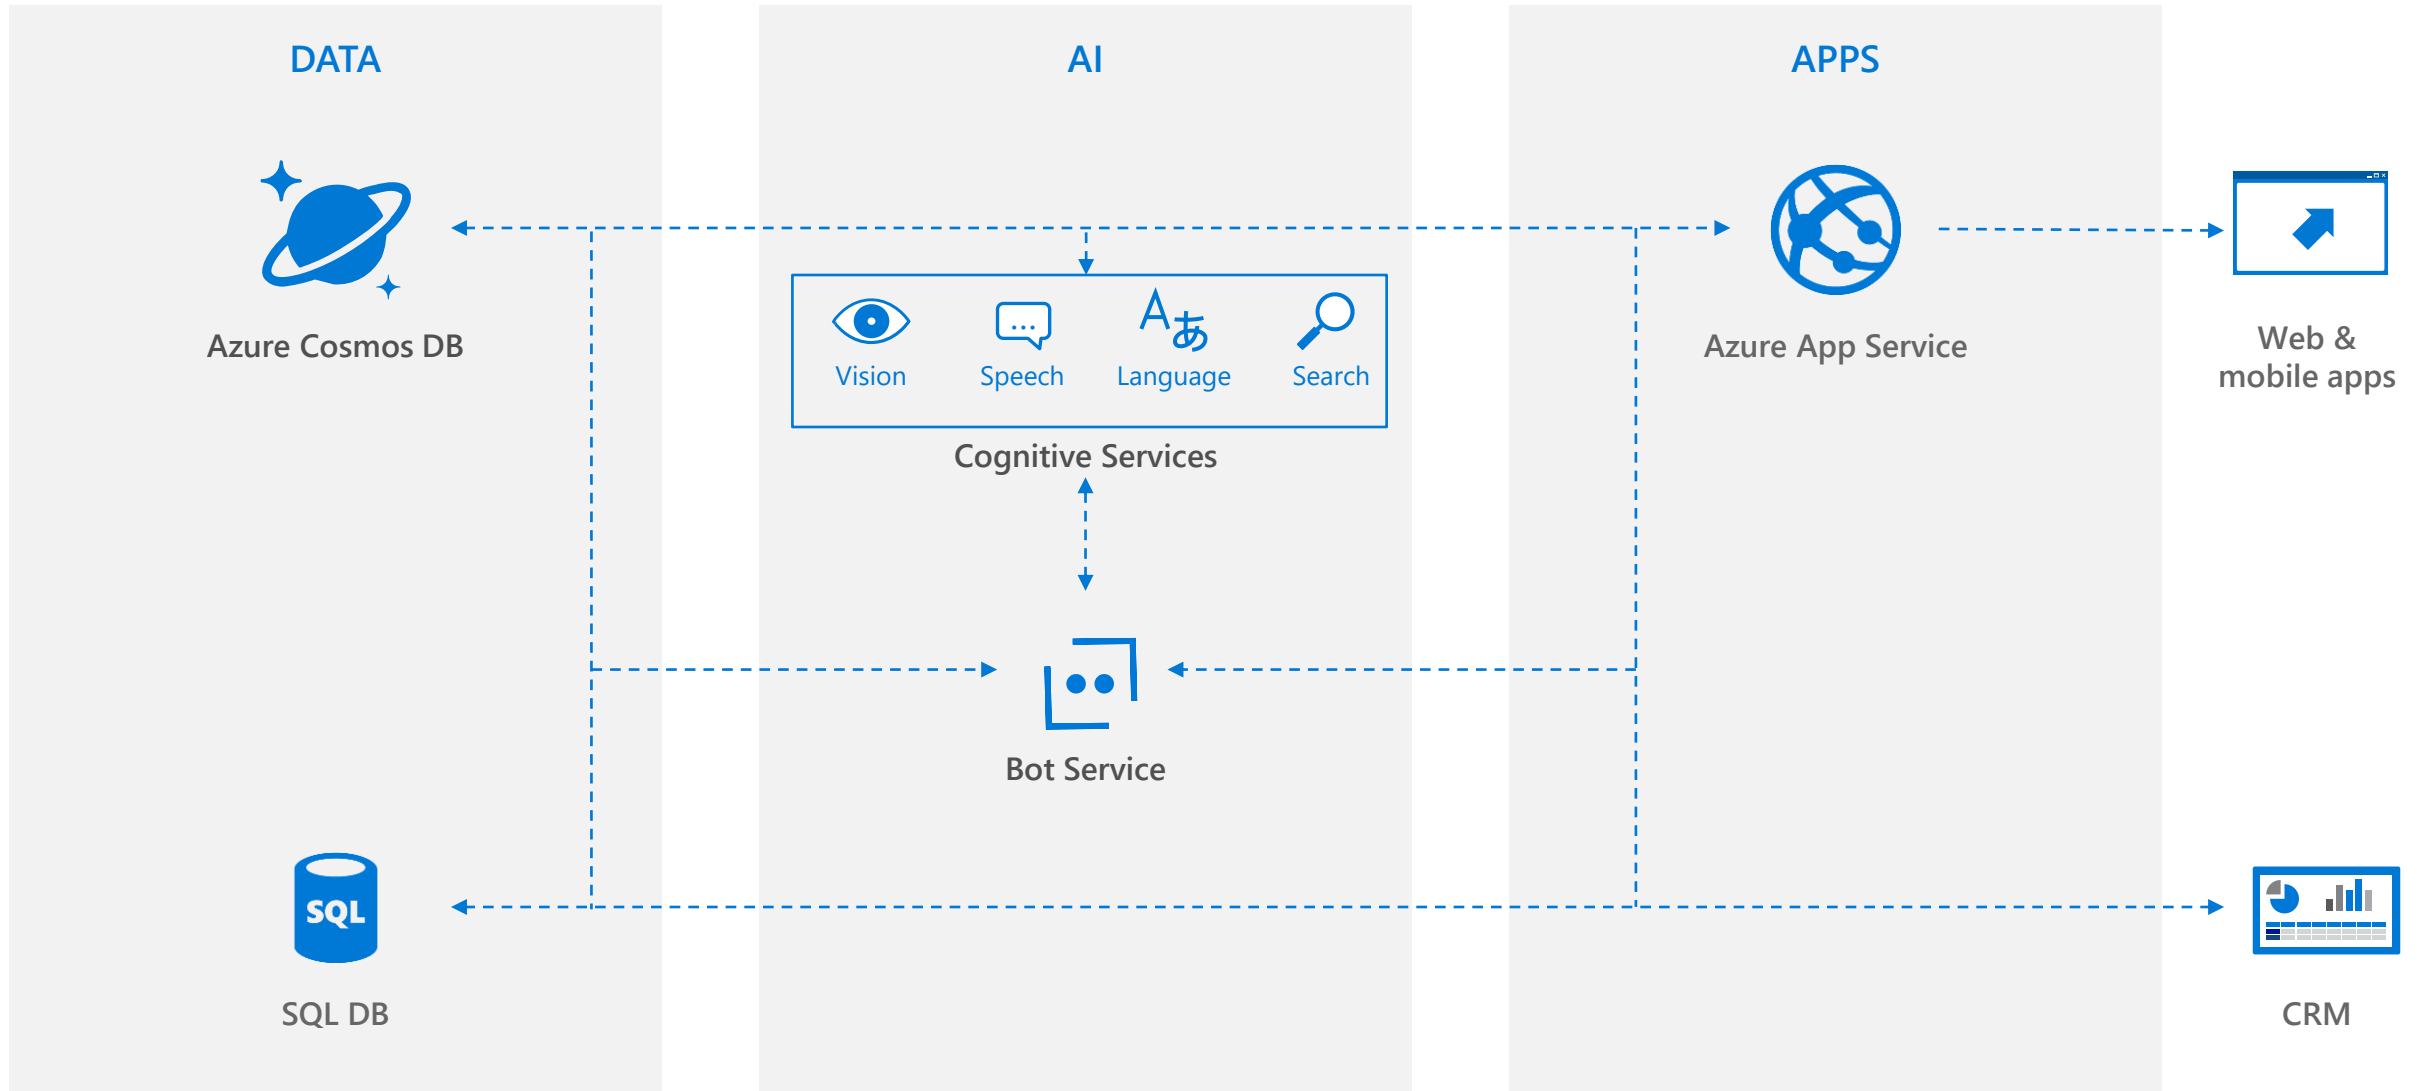 DATA
AI
APPS
Azure Cosmos DB
Aあ
Vision
Speech
Language
Search
Cognitive Services
Azure App Service
Web &
mobile apps
Bot Service
SQL
SQL DB
CRM